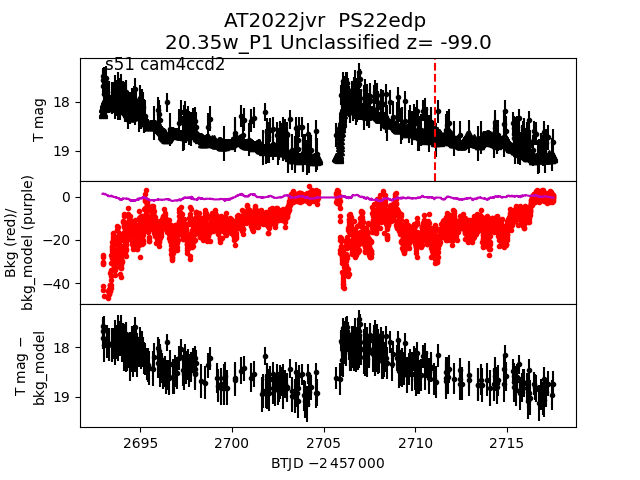 AT2022jvr  PS22edp
20.35w_P1 Unclassified z= -99.0
s51 cam4ccd2
T mag
18
19
Bkg (red)/
bkg_model (purple)
0
−20
−40
T mag −
bkg_model
18
19
2695
2700
2705
2710
2715
BTJD −2 457 000